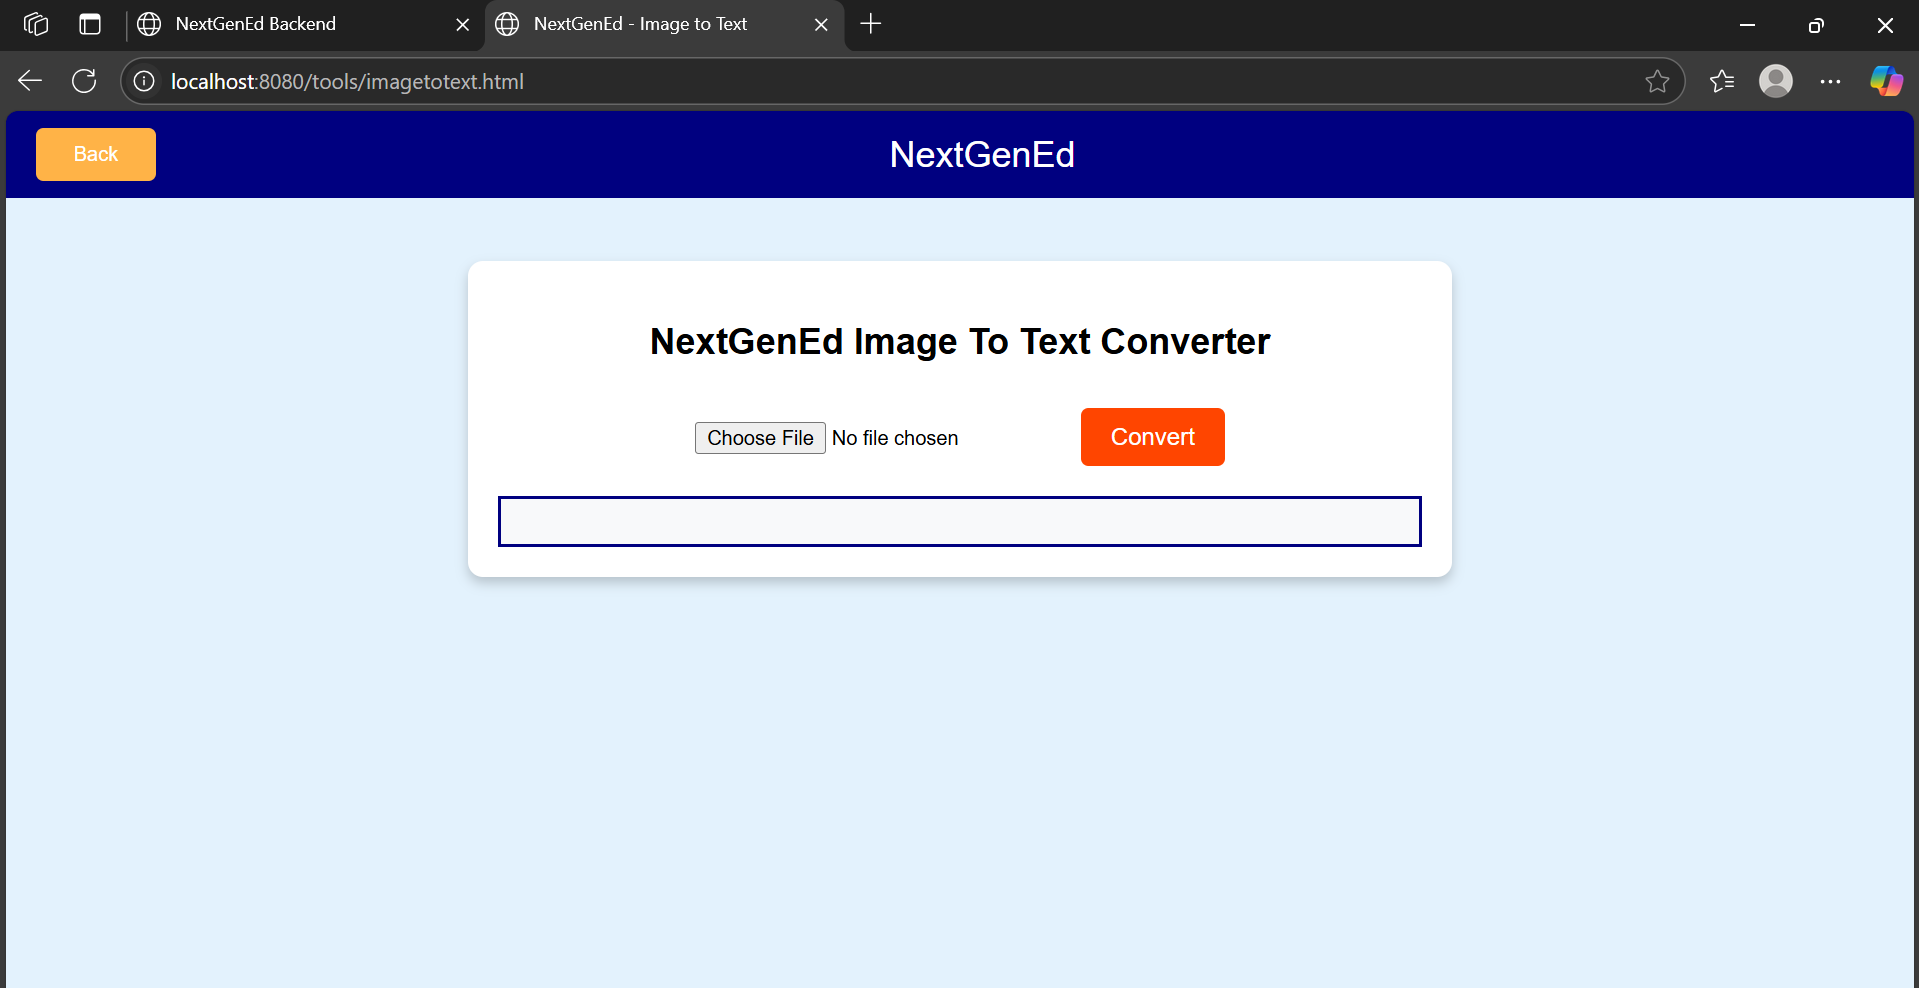 NextGenEd Backend
NextGenEd - Image to Text
localhost:8080/tools/imagetotext.html
Back
NextGenEd
NextGenEd Image To Text Converter
Choose File No file chosen
Convert